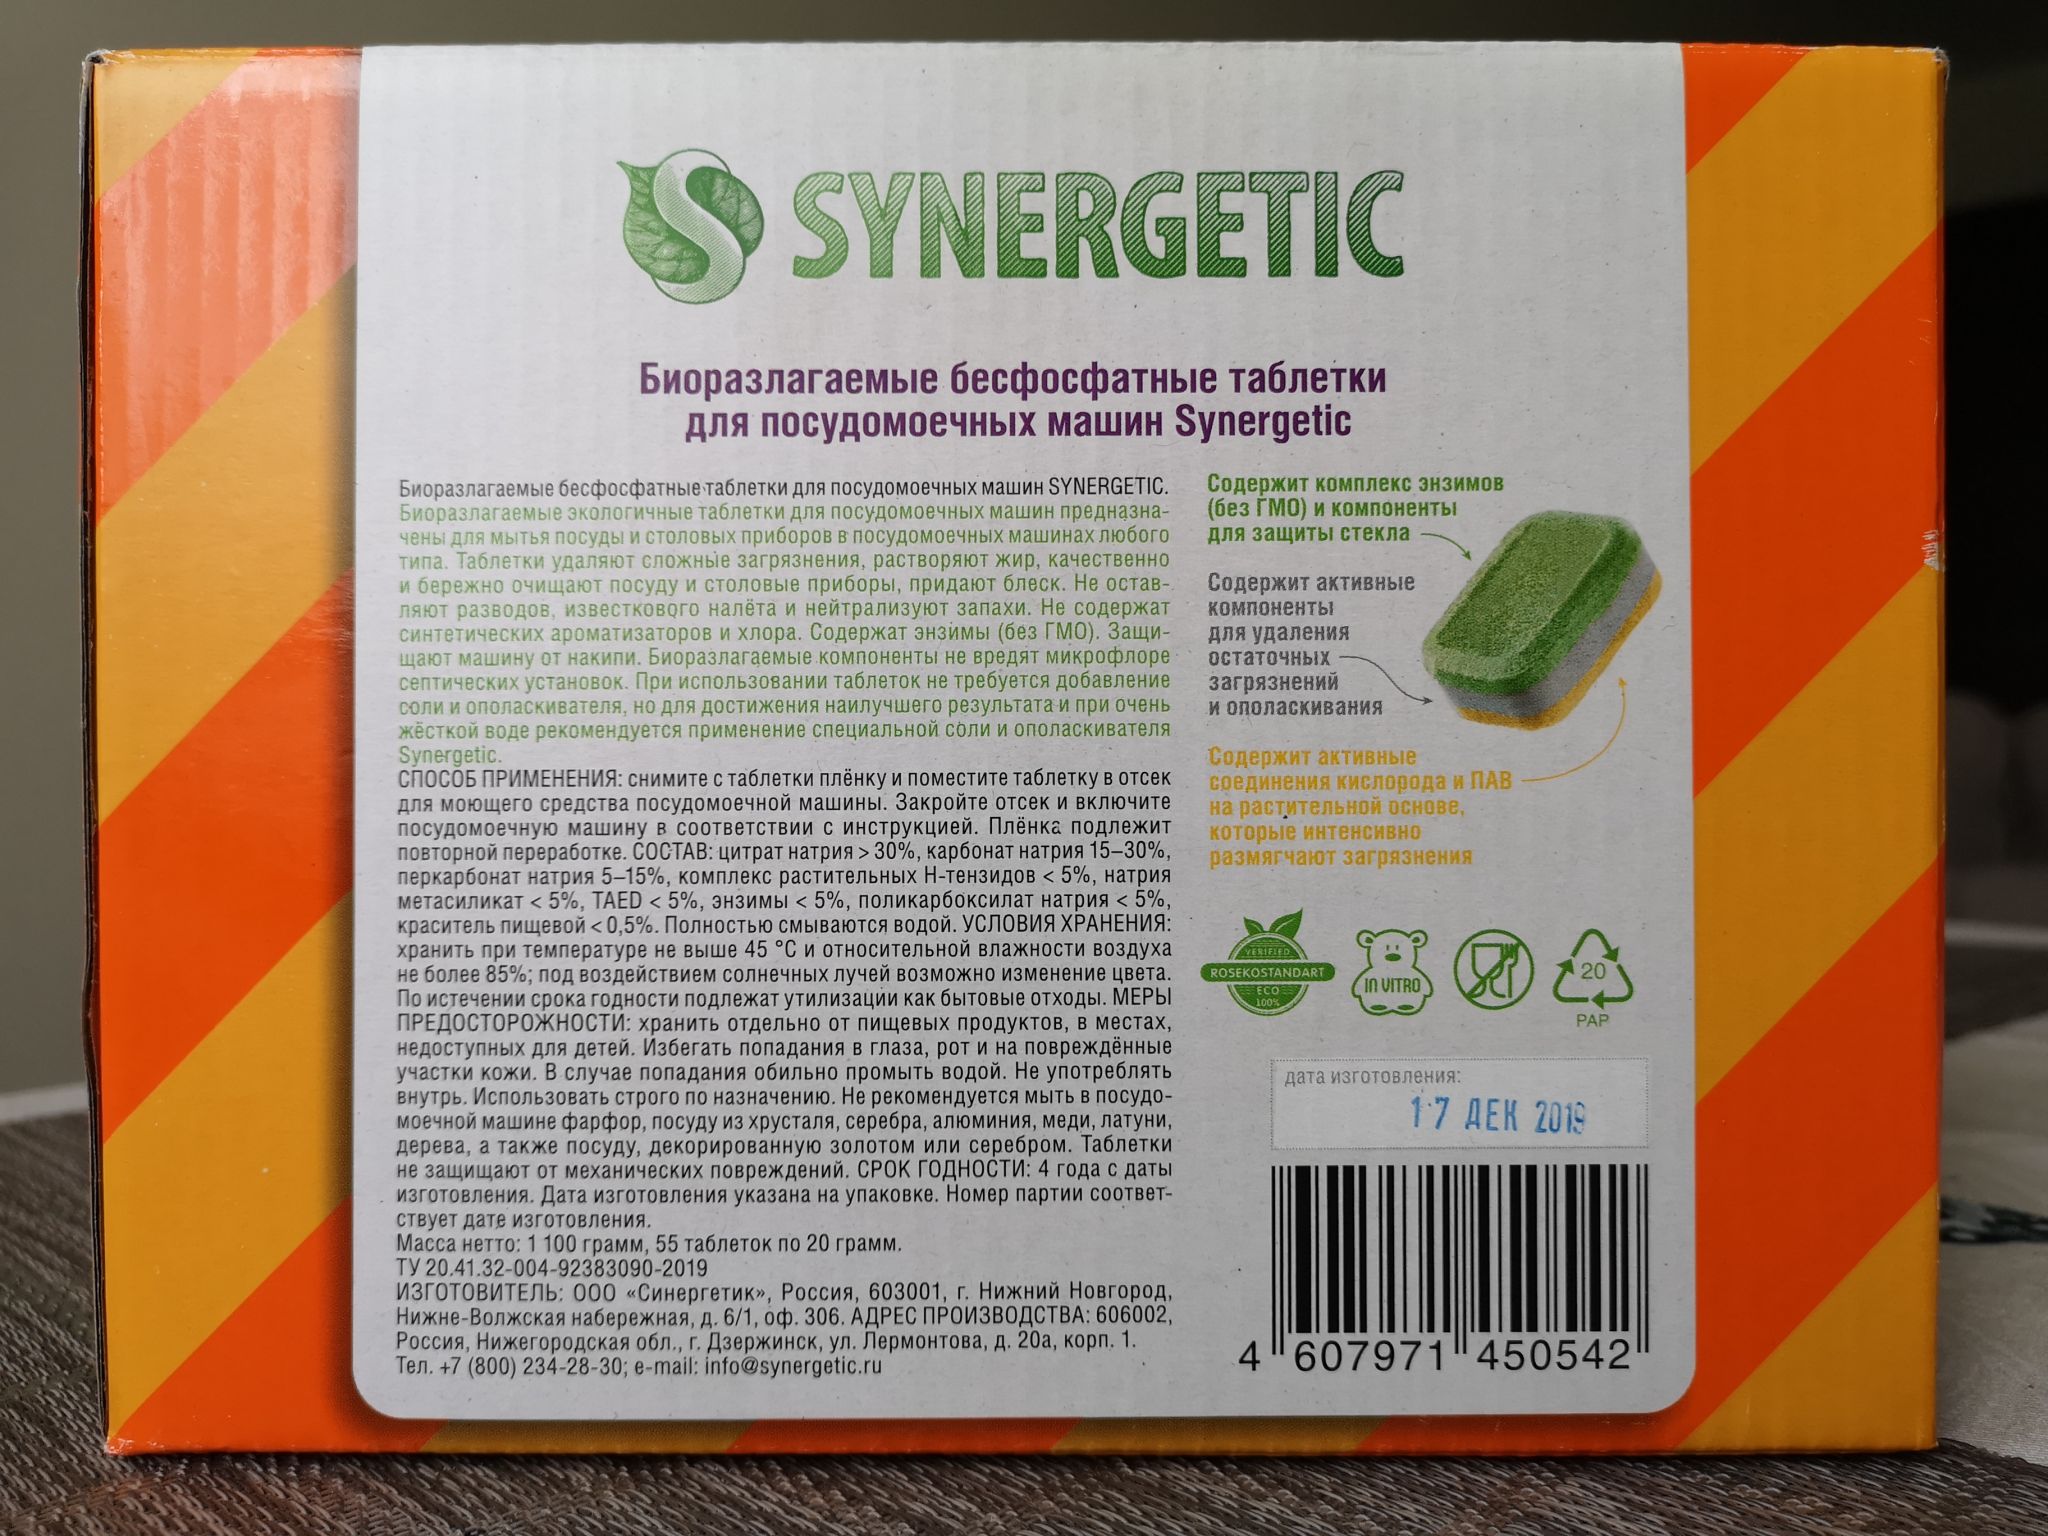 SYNERGETIC
Биоразлагаемые бесфосфатные таблетки
для посудомоечных машин Synergetic
Биоразлагаемые бесфосфатные таблетки для посудомоечных машин SYNERGETIC.
Биоразлагаемые экологичные таблетки для посудомоечных машин предназна-
чены для мытья посуды и столовых приборов в посудомоечных машинах любого
типа. Таблетки удаляют сложные загрязнения, растворяют жир, качественно
и бережно очищают посуду и столовые приборы, придают блеск. Не остав-
ляют разводов, известкового налёта и нейтрализуют запахи. Не содержат
синтетических ароматизаторов и хлора. Содержат энзимы (без ГМО). Защи-
щают машину от накипи. Биоразлагаемые компоненты не вредят микрофлоре
септических установок. При использовании таблеток не требуется добавление
соли и ополаскивателя, но для достижения наилучшего результата и при очень
жёсткой воде рекомендуется применение специальной соли и ополаскивателя
Synergetic.
СПОСОБ ПРИМЕНЕНИЯ: снимите с таблетки плёнку и поместите таблетку в отсек
для моющего средства посудомоечной машины. Закройте отсек и включите
посудомоечную машину в соответствии с инструкцией. Плёнка подлежит
повторной переработке. СОСТАВ: цитрат натрия > 30%, карбонат натрия 15–30%,
перкарбонат натрия 5–15%, комплекс растительных Н-тензидов < 5%, натрия
метасиликат < 5%, TAED < 5%, энзимы < 5%, поликарбоксилат натрия < 5%,
краситель пищевой < 0,5%. Полностью смываются водой. УСЛОВИЯ ХРАНЕНИЯ:
хранить при температуре не выше 45 °С и относительной влажности воздуха
не более 85%; под воздействием солнечных лучей возможно изменение цвета.
По истечении срока годности подлежат утилизации как бытовые отходы. МЕРЫ
ПРЕДОСТОРОЖНОСТИ: хранить отдельно от пищевых продуктов, в местах,
недоступных для детей. Избегать попадания в глаза, рот и на повреждённые
участки кожи. В случае попадания обильно промыть водой. Не употреблять
внутрь. Использовать строго по назначению. Не рекомендуется мыть в посудо-
моечной машине фарфор, посуду из хрусталя, серебра, алюминия, меди, латуни,
дерева, а также посуду, декорированную золотом или серебром. Таблетки
не защищают от механических повреждений. СРОК ГОДНОСТИ: 4 года с даты
изготовления. Дата изготовления указана на упаковке. Номер партии соответ-
ствует дате изготовления.
Масса нетто: 1 100 грамм, 55 таблеток по 20 грамм.
ТУ 20.41.32-004-92383090-2019
ИЗГОТОВИТЕЛЬ: ООО «Синергетик», Россия, 603001, г. Нижний Новгород,
Нижне-Волжская набережная, д. 6/1, оф. 306. АДРЕС ПРОИЗВОДСТВА: 606002,
Россия, Нижегородская обл., г. Дзержинск, ул. Лермонтова, д. 20а, корп. 1.
Тел. +7 (800) 234-28-30; e-mail: info@synergetic.ru
Содержит комплекс энзимов
(без ГМО) и компоненты
для защиты стекла
Содержит активные
компоненты
для удаления
остаточных
загрязнений
и ополаскивания
Содержит активные
соединения кислорода и ПАВ
на растительной основе,
которые интенсивно
размягчают загрязнения
VERIFIED
ROSEKOSTANDART
ECO
100%
IN VITRO
20
PAP
дата изготовления:
17 ДЕК 2019
4 607971 450542